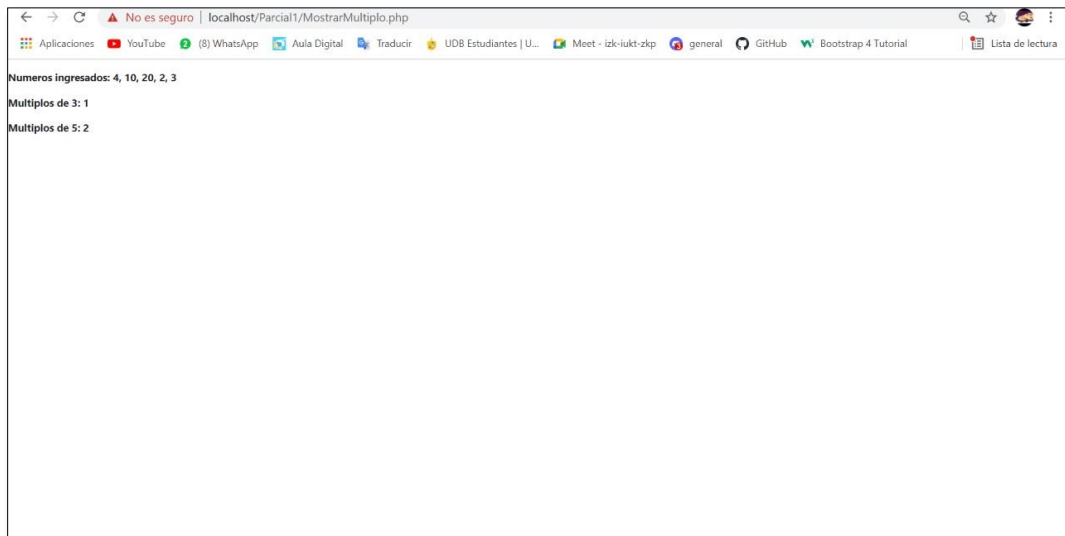 No es seguro | localhost/Parcial1/MostrarMultiplo.php
Aplicaciones YouTube 2 (8) WhatsApp Aula Digital Traducir UDB Estudiantes | U... Meet - izk-iukt-zkp general GitHub Bootstrap 4 Tutorial Lista de lectura
Numeros ingresados: 4, 10, 20, 2, 3
Multiplos de 3: 1
Multiplos de 5: 2